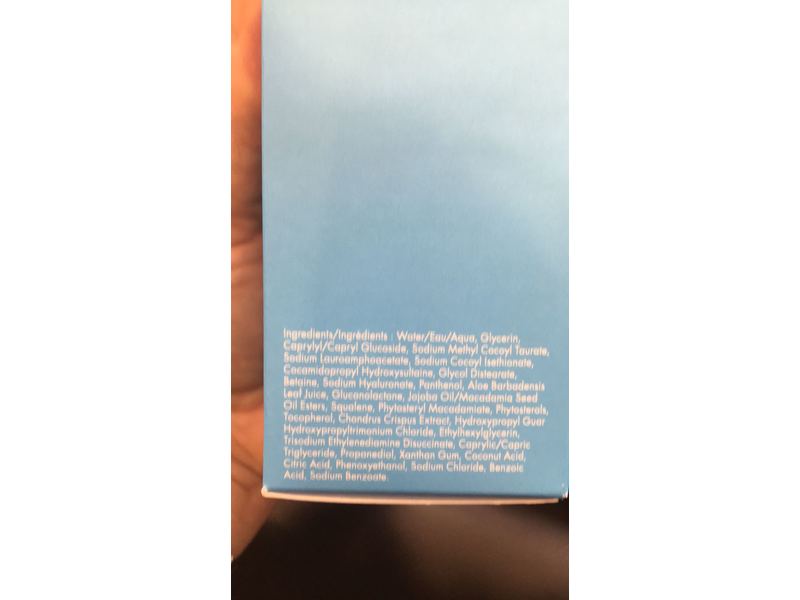 Ingredients/Ingrédients : Water/Eau/Aqua, Glycerin,
Caprylyl/Capryl Glucoside, Sodium Methyl Cocoyl Taurate,
Sodium Lauroamphoacetate, Sodium Cocoyl Isethionate,
Cocamidopropyl Hydroxysultaine, Glycol Distearate,
Betaine, Sodium Hyaluronate, Panthenol, Aloe Barbadensis
Leaf Juice, Gluconolactone, Jojoba Oil/Macadamia Seed
Oil Esters, Squalene, Phytosteryl Macadamiate, Phytosterols,
Tocopherol, Chondrus Crispus Extract, Hydroxypropyl Guar
Hydroxypropyltrimonium Chloride, Ethylhexylglycerin,
Trisodium Ethylenediamine Disuccinate, Caprylic/Capric
Triglyceride, Propanediol, Xanthan Gum, Coconut Acid,
Citric Acid, Phenoxyethanol, Sodium Chloride, Benzoic
Acid, Sodium Benzoate.